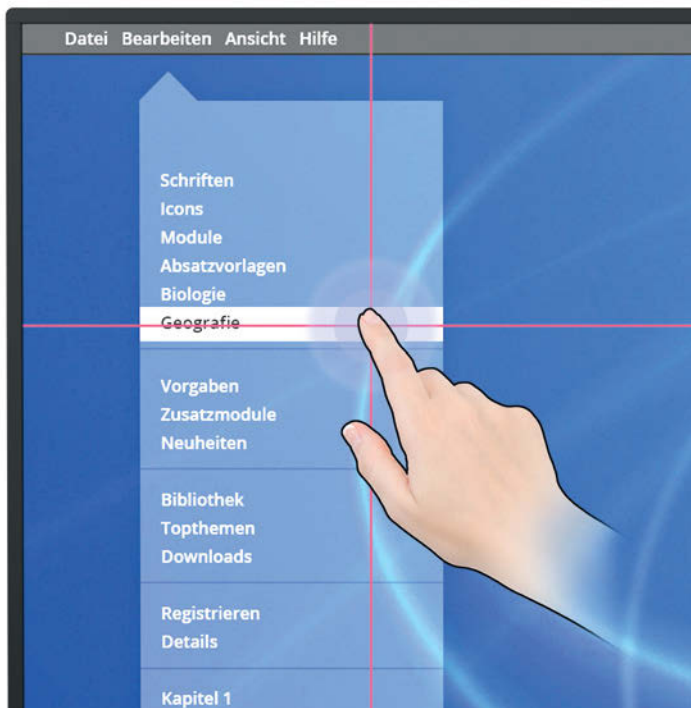 Datei Bearbeiten Ansicht Hilfe
Schriften
Icons
Module
Absatzvorlagen
Biologie
Geografie
Vorgaben
Zusatzmodule
Neuheiten
Bibliothek
Topthemen
Downloads
Registrieren
Details
Kapitel 1